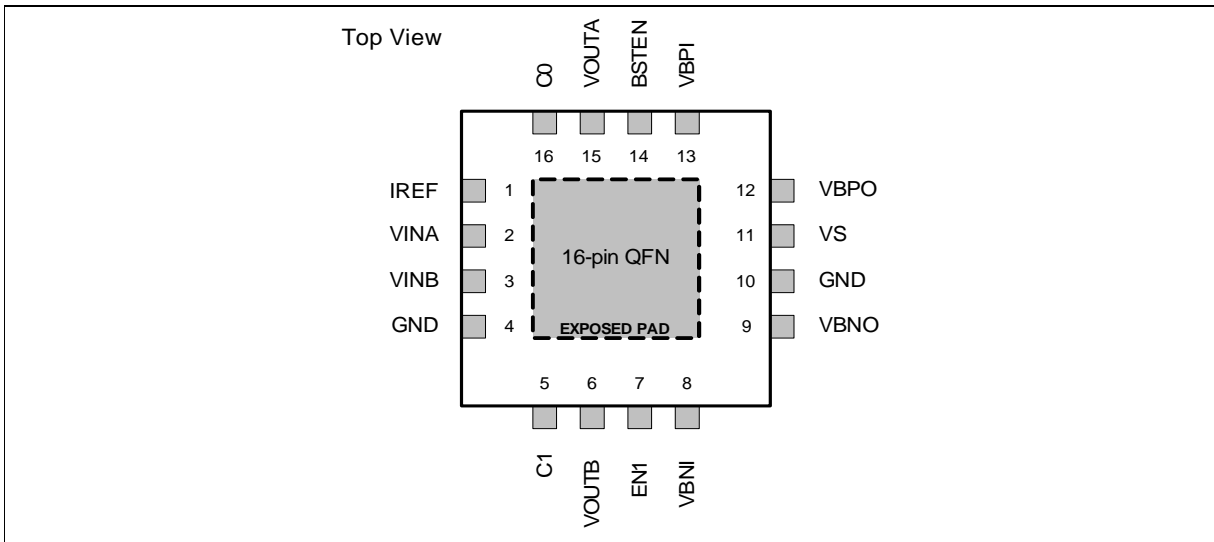 Top View
C0
VOUTA
BSTEN
VBPI
16
15
14
13
IREF
1
12
VBPO
VINA
2
11
VS
VINB
3
10
GND
GND
4
9
VBNO
16-pin QFN
EXPOSED PAD
5
6
7
8
C1
VOUTB
EN1
VBNI